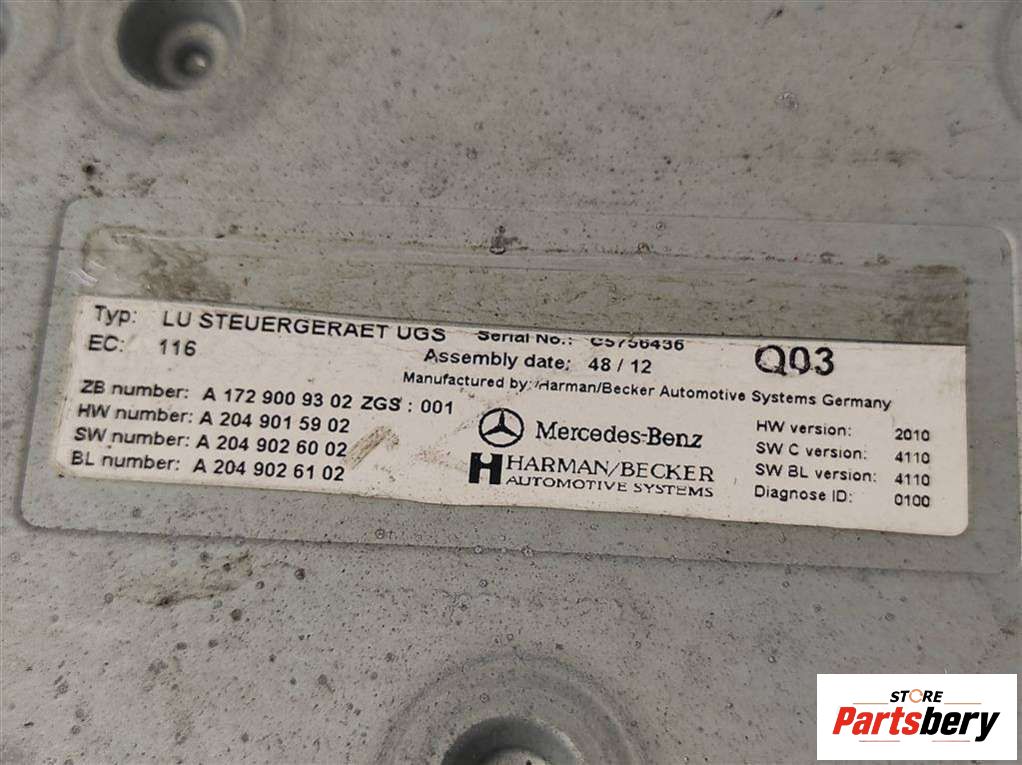 Typ: LU STEUERGERAET UGS Serial No.: C5756436
EC: 116 Assembly date: 48 / 12 Q03
Manufactured by: Harman/Becker Automotive Systems Germany
ZB number: A 172 900 93 02 ZGS : 001
HW number: A 204 901 59 02
SW number: A 204 902 60 02
BL number: A 204 902 61 02
Mercedes-Benz
HARMAN/BECKER
AUTOMOTIVE SYSTEMS
HW version: 2010
SW C version: 4110
SW BL version: 4110
Diagnose ID: 0100
STORE
Partsbery